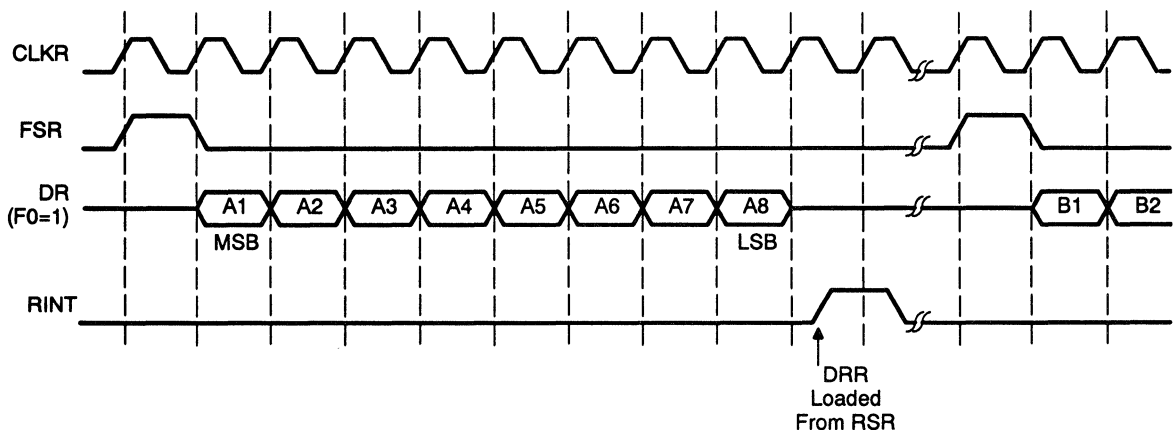 CLKR
FSR
DR
(F0=1)
A1 A2 A3 A4 A5 A6 A7 A8 B1 B2
MSB LSB
RINT
DRR
Loaded
From RSR